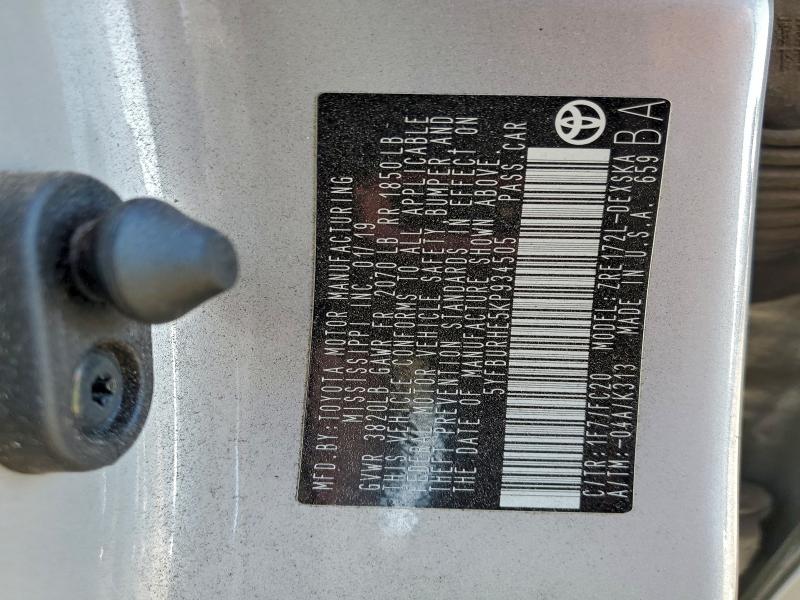 MFD.BY:TOYOTA MOTOR MANUFACTURING
MISSISSIPPI, INC. 01/19
GVWR 3820LB GAWR FR 2070LB RR 1850LB
THIS VEHICLE CONFORMS TO ALL APPLICABLE
FEDERAL MOTOR VEHICLE SAFETY, BUMPER AND
THEFT PREVENTION STANDARDS IN EFFECT ON
THE DATE OF MANUFACTURE SHOWN ABOVE.
5YFBURHE5KP934505 PASS.CAR
C/TR:1F7/FC20 MODEL:ZRE172L-DEXSKA
A/TM:-04A/K313 MADE IN U.S.A. 659
BA